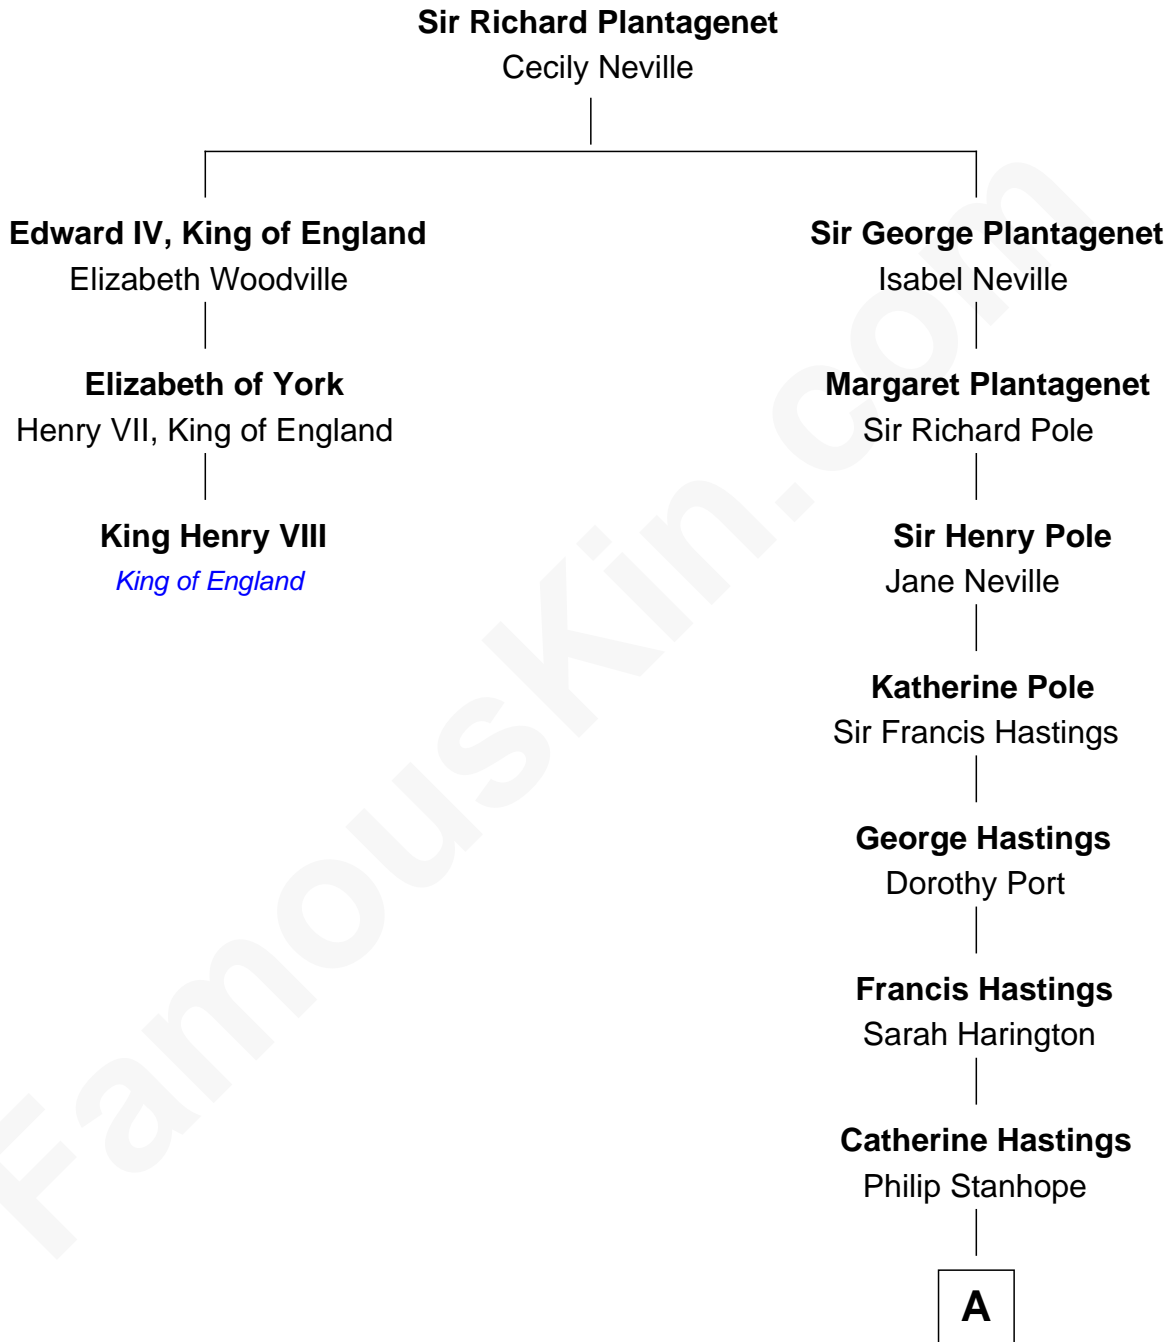 Sir Richard Plantagenet
Cecily Neville
Edward IV, King of England
Elizabeth Woodville
Elizabeth of York
Henry VII, King of England
King Henry VIII
King of England
Sir George Plantagenet
Isabel Neville
Margaret Plantagenet
Sir Richard Pole
Sir Henry Pole
Jane Neville
Katherine Pole
Sir Francis Hastings
George Hastings
Dorothy Port
Francis Hastings
Sarah Harington
Catherine Hastings
Philip Stanhope
A
FamousKin.com